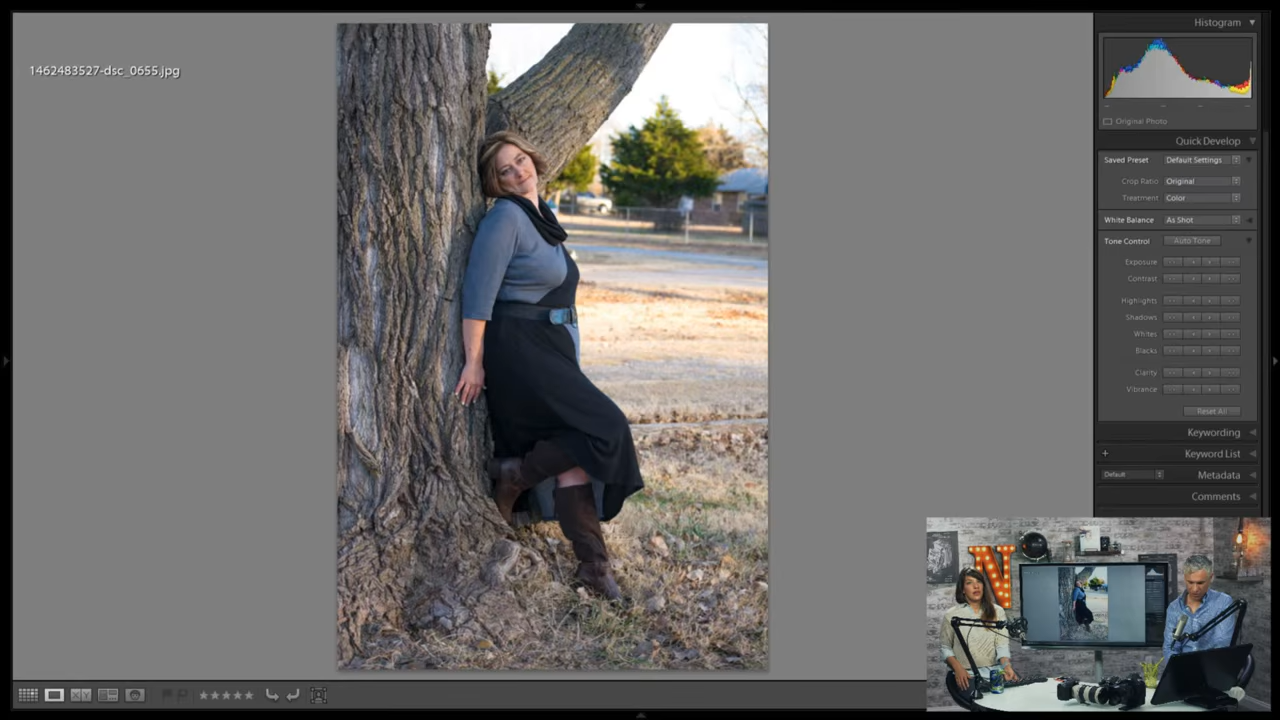 1462483527-dsc_0655.jpg
Histogram
Original Photo
Quick Develop
Saved Preset Default Settings
Crop Ratio Original
Treatment Color
White Balance As Shot
Tone Control Auto Tone
Exposure
Contrast
Highlights
Shadows
Whites
Blacks
Clarity
Vibrance
Reset All
Keywording
Keyword List
Default Metadata
Comments
N